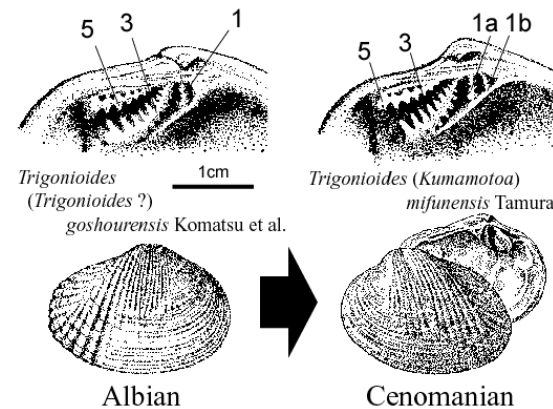 5 3 1
5 3 1a 1b
1cm
Trigonioides
(Trigonioides ?)
goshourensis Komatsu et al.
Trigonioides (Kumamotoa)
mifunensis Tamura
Albian
Cenomanian